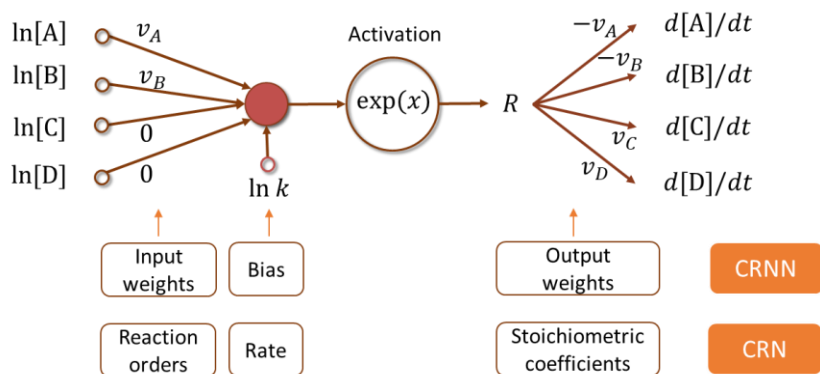 ln[A]
v_A
Activation
−v_A
d[A]/dt
ln[B]
v_B
exp(x)
R
−v_B
d[B]/dt
ln[C]
0
v_C
d[C]/dt
ln[D]
0
ln k
v_D
d[D]/dt
Input
weights
Bias
Output
weights
CRNN
Reaction
orders
Rate
Stoichiometric
coefficients
CRN